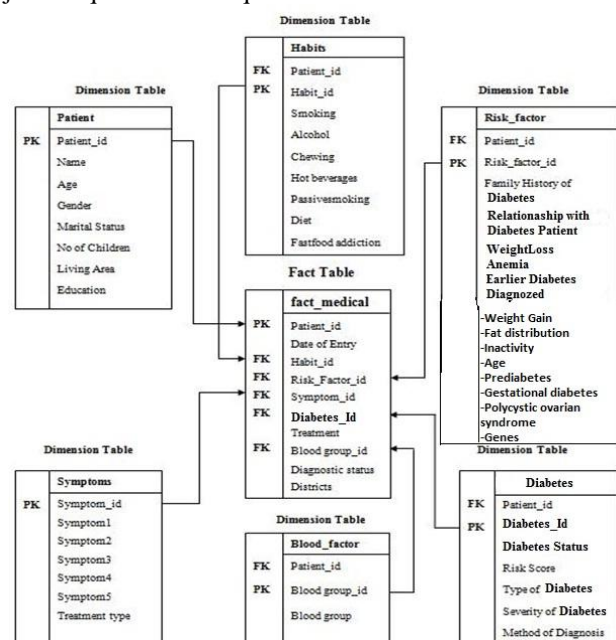 Dimension Table
Habits
FK Patient_id
PK Habit_id
Smoking
Alcohol
Chewing
Hot beverages
Passivesmoking
Diet
Fastfood addiction
Dimension Table
Patient
PK Patient_id
Name
Age
Gender
Marital Status
No of Children
Living Area
Education
Dimension Table
Risk_factor
FK Patient_id
PK Risk_factor_id
Family History of
Diabetes
Relationaship with
Diabetes Patient
WeightLoss
Anemia
Earlier Diabetes
Diagnozed
-Weight Gain
-Fat distribution
-Inactivity
-Age
-Prediabetes
-Gestational diabetes
-Polycystic ovarian
syndrome
-Genes
Fact Table
fact_medical
PK Patient_id
Date of Entry
FK Habit_id
FK Risk_Factor_id
FK Symptom_id
FK Diabetes_Id
Treatment
FK Blood group_id
Diagnostic status
Districts
Dimension Table
Symptoms
PK Symptom_id
Symptom1
Symptom2
Symptom3
Symptom4
Symptom5
Treatment type
Dimension Table
Blood_factor
FK Patient_id
PK Blood group_id
Blood group
Dimension Table
Diabetes
FK Patient_id
PK Diabetes_Id
Diabetes Status
Risk Score
Type of Diabetes
Severity of Diabetes
Method of Diagnosis